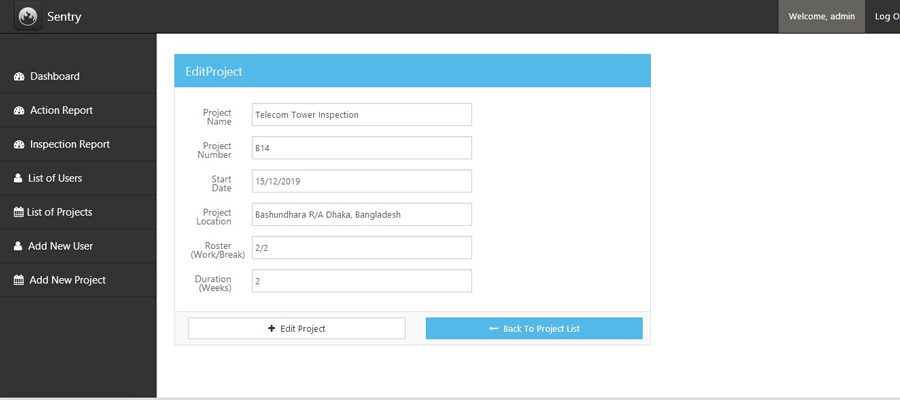 Sentry
Welcome, admin
Log O
Dashboard
Action Report
Inspection Report
List of Users
List of Projects
Add New User
Add New Project
EditProject
Project
Name
Telecom Tower Inspection
Project
Number
B14
Start
Date
15/12/2019
Project
Location
Bashundhara R/A Dhaka, Bangladesh
Roster
(Work/Break)
2/2
Duration
(Weeks)
2
Edit Project
Back To Project List